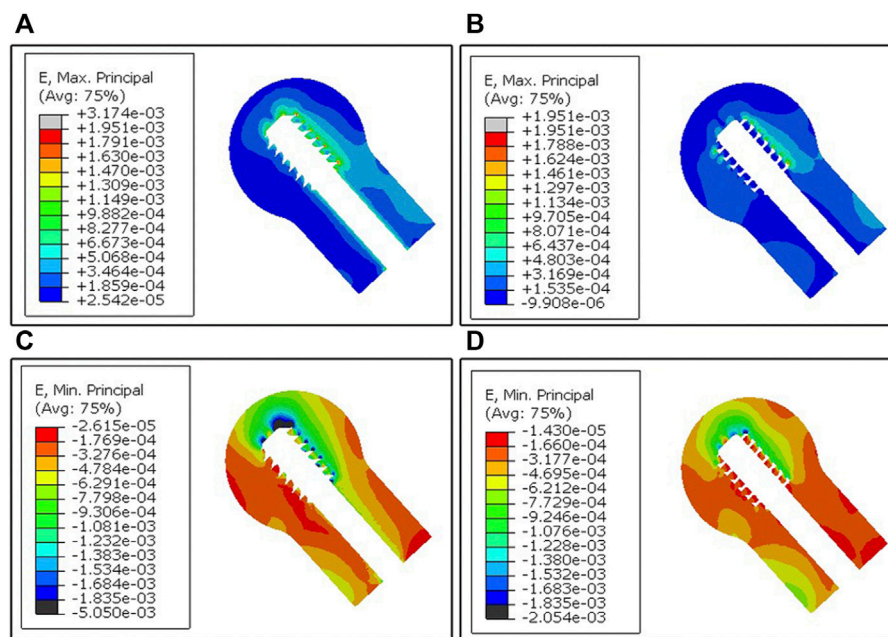 A
E, Max. Principal
(Avg: 75%)
+3.174e-03
+1.951e-03
+1.791e-03
+1.630e-03
+1.470e-03
+1.309e-03
+1.149e-03
+9.882e-04
+8.277e-04
+6.673e-04
+5.068e-04
+3.464e-04
+1.859e-04
+2.542e-05
B
E, Max. Principal
(Avg: 75%)
+1.951e-03
+1.951e-03
+1.788e-03
+1.624e-03
+1.461e-03
+1.297e-03
+1.134e-03
+9.705e-04
+8.071e-04
+6.437e-04
+4.803e-04
+3.169e-04
+1.535e-04
-9.908e-06
C
E, Min. Principal
(Avg: 75%)
-2.615e-05
-1.769e-04
-3.276e-04
-4.784e-04
-6.291e-04
-7.798e-04
-9.306e-04
-1.081e-03
-1.232e-03
-1.383e-03
-1.534e-03
-1.684e-03
-1.835e-03
-5.050e-03
D
E, Min. Principal
(Avg: 75%)
-1.430e-05
-1.660e-04
-3.177e-04
-4.695e-04
-6.212e-04
-7.729e-04
-9.246e-04
-1.076e-03
-1.228e-03
-1.380e-03
-1.532e-03
-1.683e-03
-1.835e-03
-2.054e-03